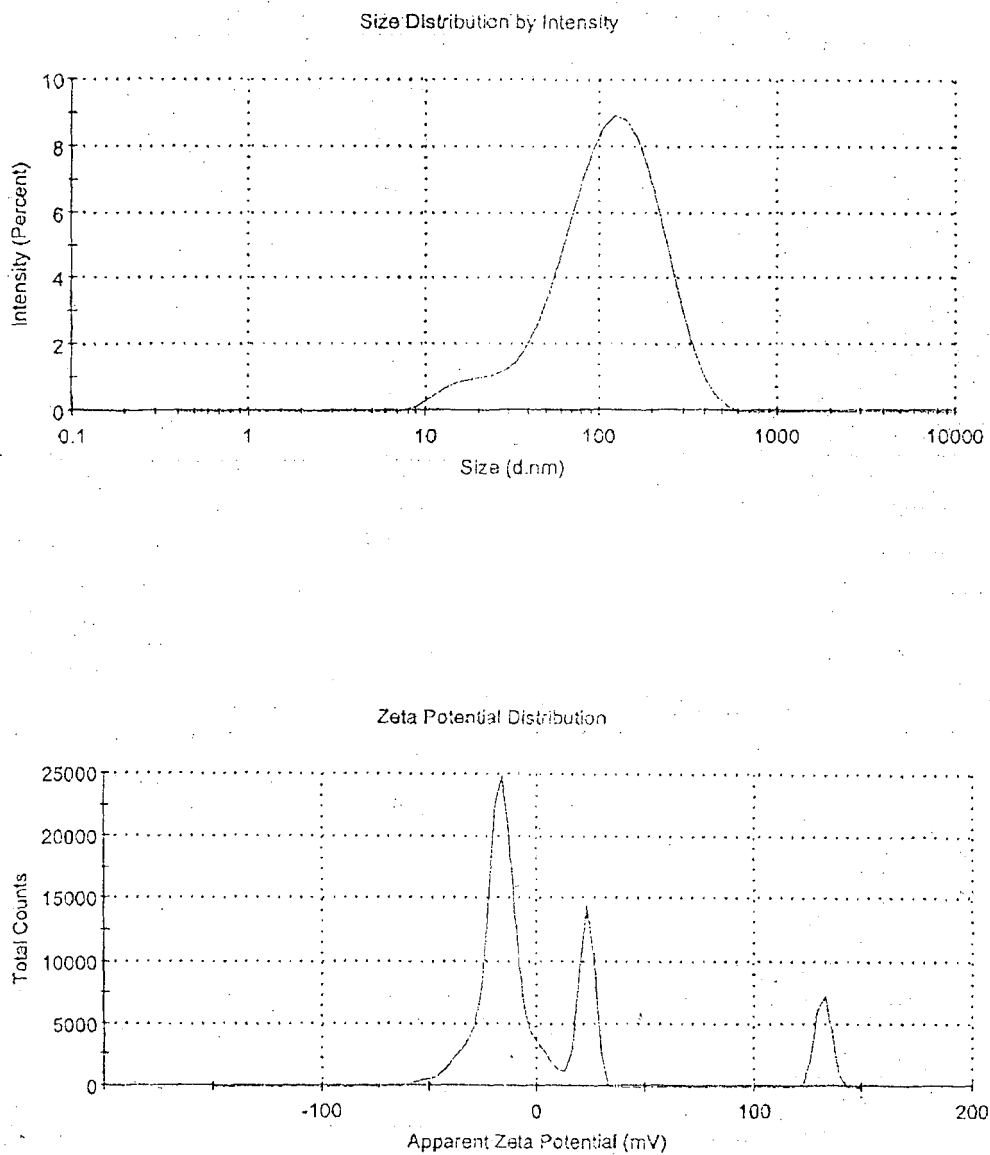 Size Distribution by Intensity
10
8
6
4
2
0
Intensity (Percent)
0.1 1 10 100 1000 10000
Size (d.nm)
Zeta Potential Distribution
25000
20000
15000
10000
5000
0
Total Counts
-100 0 100 200
Apparent Zeta Potential (mV)